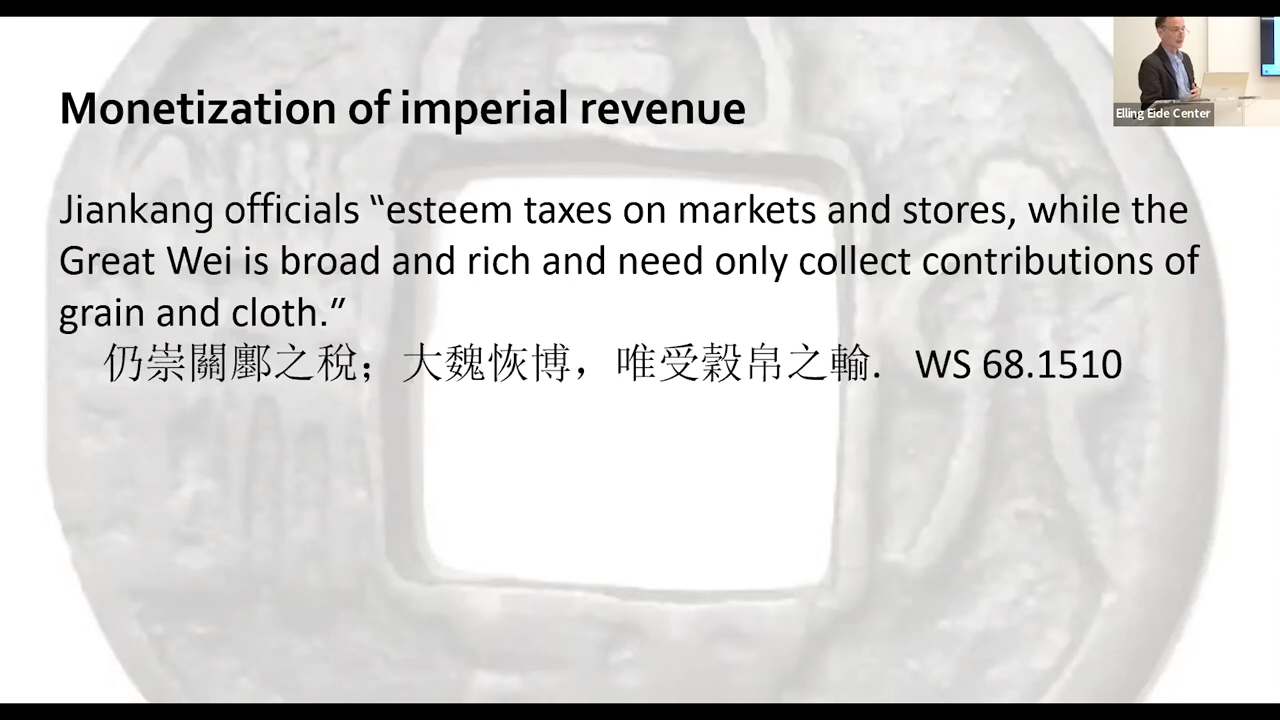 Monetization of imperial revenue
Jiankang officials “esteem taxes on markets and stores, while the
Great Wei is broad and rich and need only collect contributions of
grain and cloth.”
仍崇關鄽之稅；大魏恢博，唯受穀帛之輸. WS 68.1510
Elling Eide Center